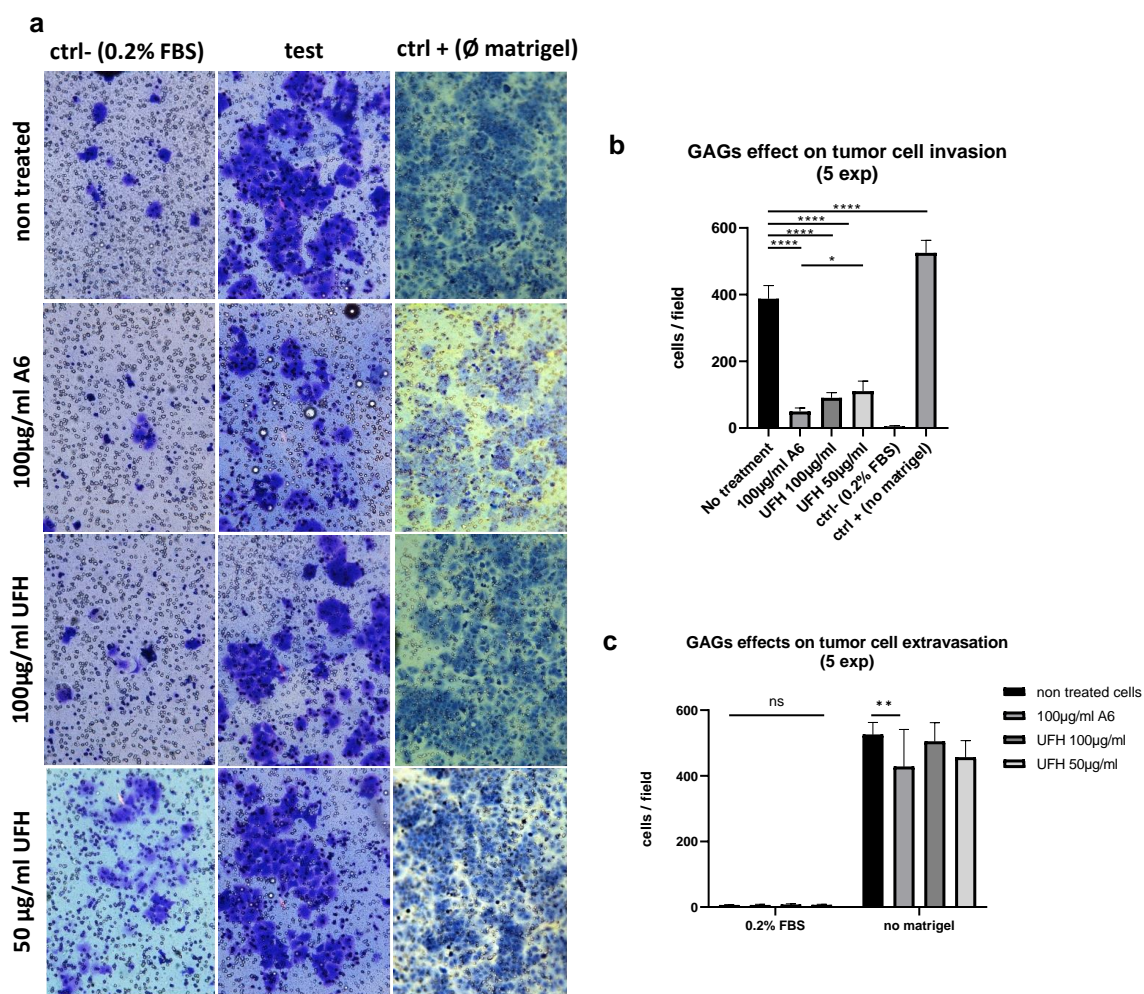 a
ctrl- (0.2% FBS)
test
ctrl + (Ø matrigel)
non treated
100µg/ml A6
100µg/ml UFH
50 µg/ml UFH
b
GAGs effect on tumor cell invasion
(5 exp)
****
****
****
****
*
600
400
200
0
cells / field
No treatment
100µg/ml A6
UFH 100µg/ml
UFH 50µg/ml
ctrl- (0.2% FBS)
ctrl + (no matrigel)
c
GAGs effects on tumor cell extravasation
(5 exp)
ns
**
600
400
200
0
cells / field
0.2% FBS
no matrigel
non treated cells
100µg/ml A6
UFH 100µg/ml
UFH 50µg/ml